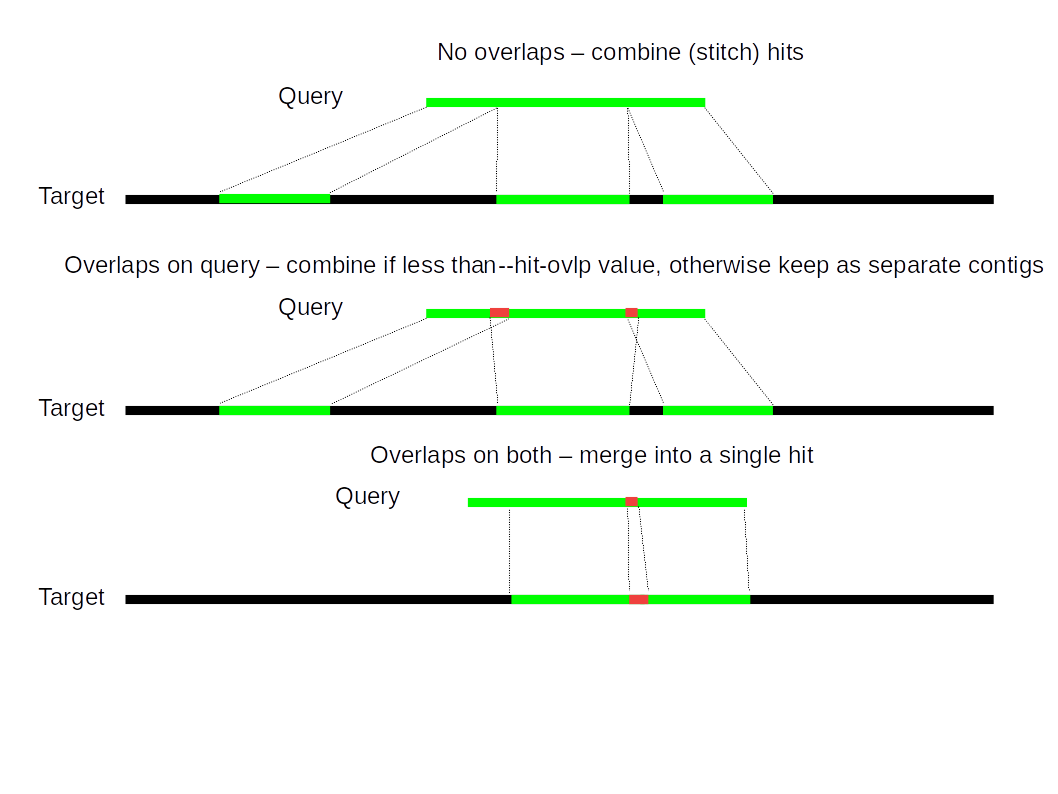 No overlaps – combine (stitch) hits
Query
Target
Overlaps on query – combine if less than--hit-ovlp value, otherwise keep as separate contigs
Query
Target
Overlaps on both – merge into a single hit
Query
Target